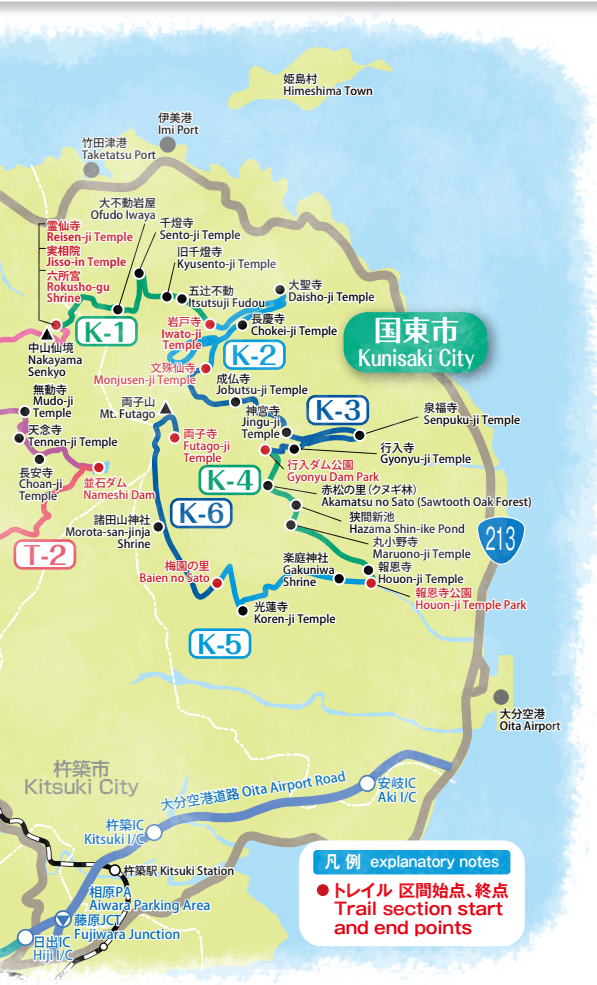 姫島村
Himeshima Town
伊美港
Imi Port
竹田津港
Taketatsu Port
大不動岩屋
Ofudo Iwaya
千燈寺
Sento-ji Temple
霊仙寺
Reisen-ji Temple
実相院
Jisso-in Temple
六所宮
Rokusho-gu
Shrine
旧千燈寺
Kyusento-ji Temple
五辻不動
Itsutsuji Fudou
大聖寺
Daisho-ji Temple
岩戸寺
Iwato-ji
Temple
長慶寺
Chokei-ji Temple
国東市
Kunisaki City
K-1
K-2
中山仙境
Nakayama
Senkyo
文殊仙寺
Monjusen-ji Temple
成仏寺
Jobutsu-ji Temple
無動寺
Mudo-ji
Temple
両子山
Mt. Futago
神宮寺
Jingu-ji
Temple
K-3
泉福寺
Senpuku-ji Temple
天念寺
Tennen-ji Temple
両子寺
Futago-ji
Temple
行入寺
Gyonyu-ji Temple
行入ダム公園
Gyonyu Dam Park
長安寺
Choan-ji
Temple
並石ダム
Nameshi Dam
K-4
赤松の里(クヌギ林)
Akamatsu no Sato (Sawtooth Oak Forest)
狭間新池
Hazama Shin-ike Pond
K-6
諸田山神社
Morota-san-jinja
Shrine
丸小野寺
Maruono-ji Temple
213
T-2
梅園の里
Baien no Sato
楽庭神社
Gakuniwa
Shrine
報恩寺
Houon-ji Temple
報恩寺公園
Houon-ji Temple Park
光蓮寺
Koren-ji Temple
K-5
大分空港
Oita Airport
杵築市
Kitsuki City
大分空港道路 Oita Airport Road
安岐IC
Aki I/C
杵築IC
Kitsuki I/C
杵築駅 Kitsuki Station
相原PA
Aiwara Parking Area
藤原JCT
Fujiwara Junction
日出IC
Hiji I/C
凡例 explanatory notes
トレイル 区間始点、終点
Trail section start
and end points